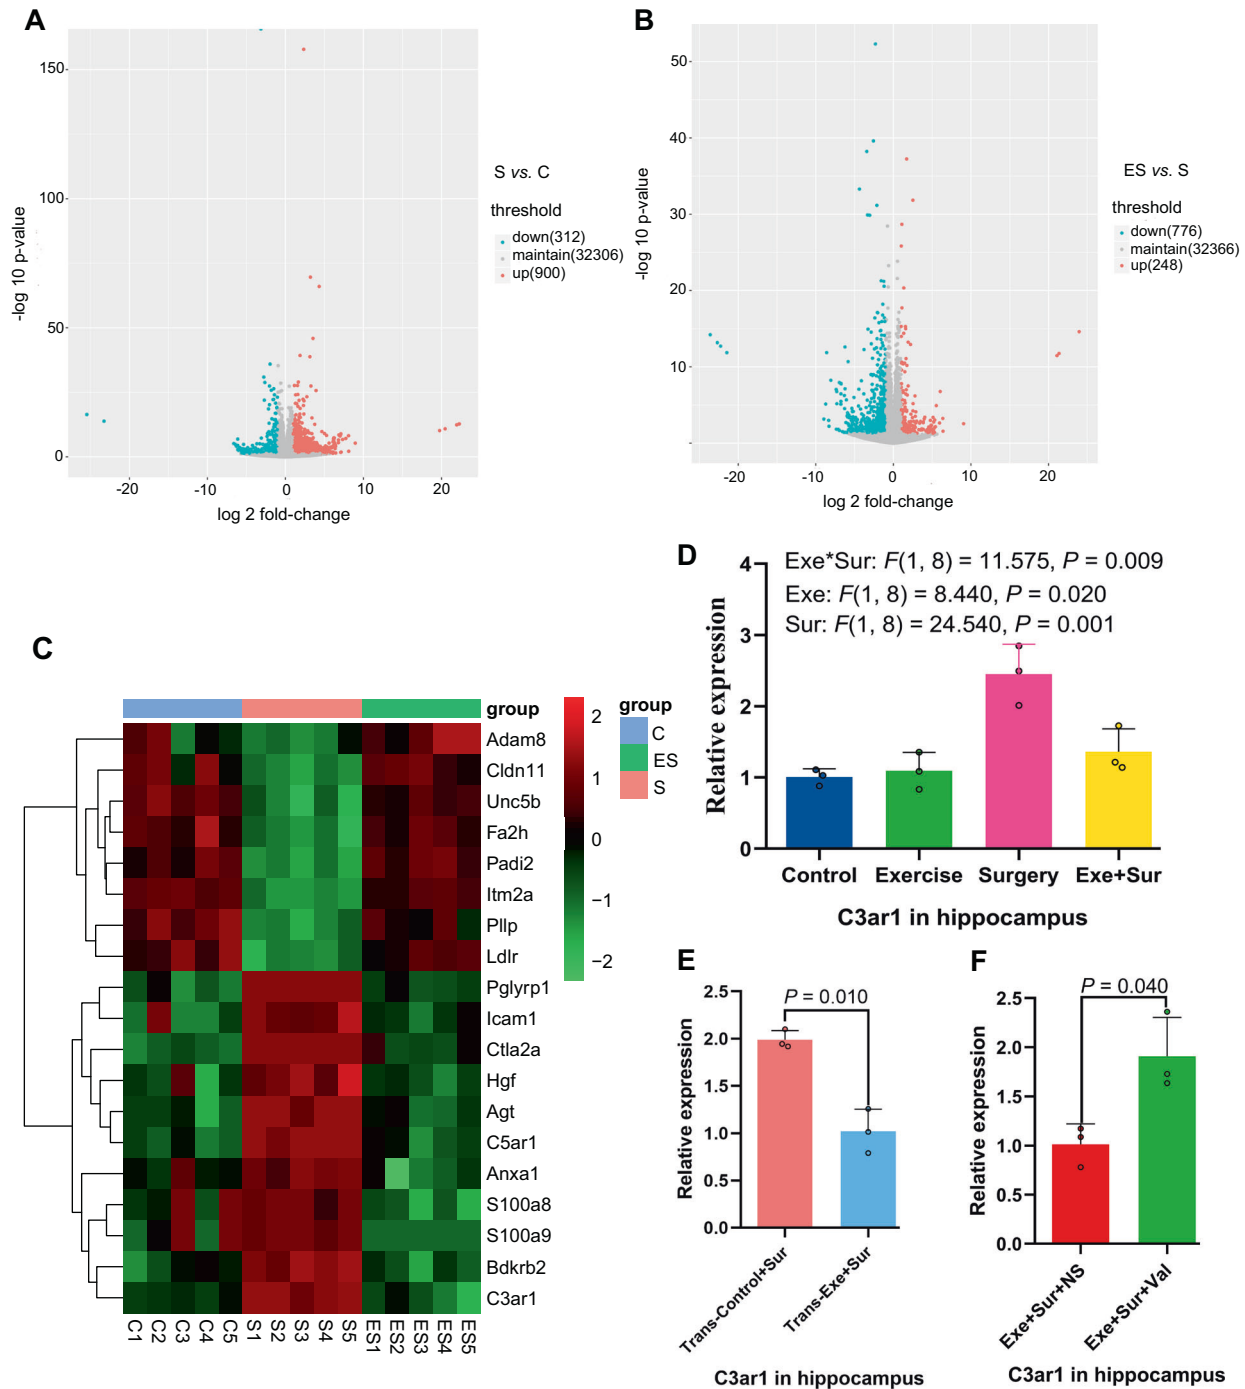 A
150
100
50
0
-20
-10
0
10
20
-log 10 p-value
log 2 fold-change
S vs. C
threshold
down(312)
maintain(32306)
up(900)
B
50
40
30
20
10
-20
-10
0
10
20
-log 10 p-value
log 2 fold-change
ES vs. S
threshold
down(776)
maintain(32366)
up(248)
C
group
Adam8
Cldn11
Unc5b
Fa2h
Padi2
Itm2a
Pllp
Ldlr
Pglyrp1
Icam1
Ctla2a
Hgf
Agt
C5ar1
Anxa1
S100a8
S100a9
Bdkrb2
C3ar1
C1 C2 C3 C4 C5 S1 S2 S3 S4 S5 ES1 ES2 ES3 ES4 ES5
2
1
0
−1
−2
group
C
ES
S
D
Exe*Sur: F(1, 8) = 11.575, P = 0.009
Exe: F(1, 8) = 8.440, P = 0.020
Sur: F(1, 8) = 24.540, P = 0.001
4
3
2
1
0
Relative expression
Control Exercise Surgery Exe+Sur
C3ar1 in hippocampus
E
P = 0.010
2.5
2.0
1.5
1.0
0.5
0.0
Relative expression
Trans-Control+Sur
Trans-Exe+Sur
C3ar1 in hippocampus
F
P = 0.040
2.5
2.0
1.5
1.0
0.5
0.0
Relative expression
Exe+Sur+NS
Exe+Sur+Val
C3ar1 in hippocampus